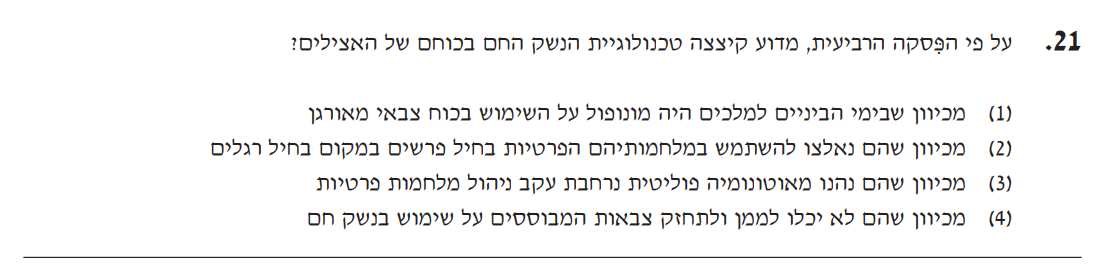 21. על פי הפִּסקה הרביעית, מדוע קיצצה טכנולוגיית הנשק החם בכוחם של האצילים?
(1) מכיוון שבימי הביניים למלכים היה מונופול על השימוש בכוח צבאי מאורגן
(2) מכיוון שהם נאלצו להשתמש במלחמותיהם הפרטיות בחיל פרשים במקום בחיל רגלים
(3) מכיוון שהם נהנו מאוטונומיה פוליטית נרחבת עקב ניהול מלחמות פרטיות
(4) מכיוון שהם לא יכלו לממן ולתחזק צבאות המבוססים על שימוש בנשק חם